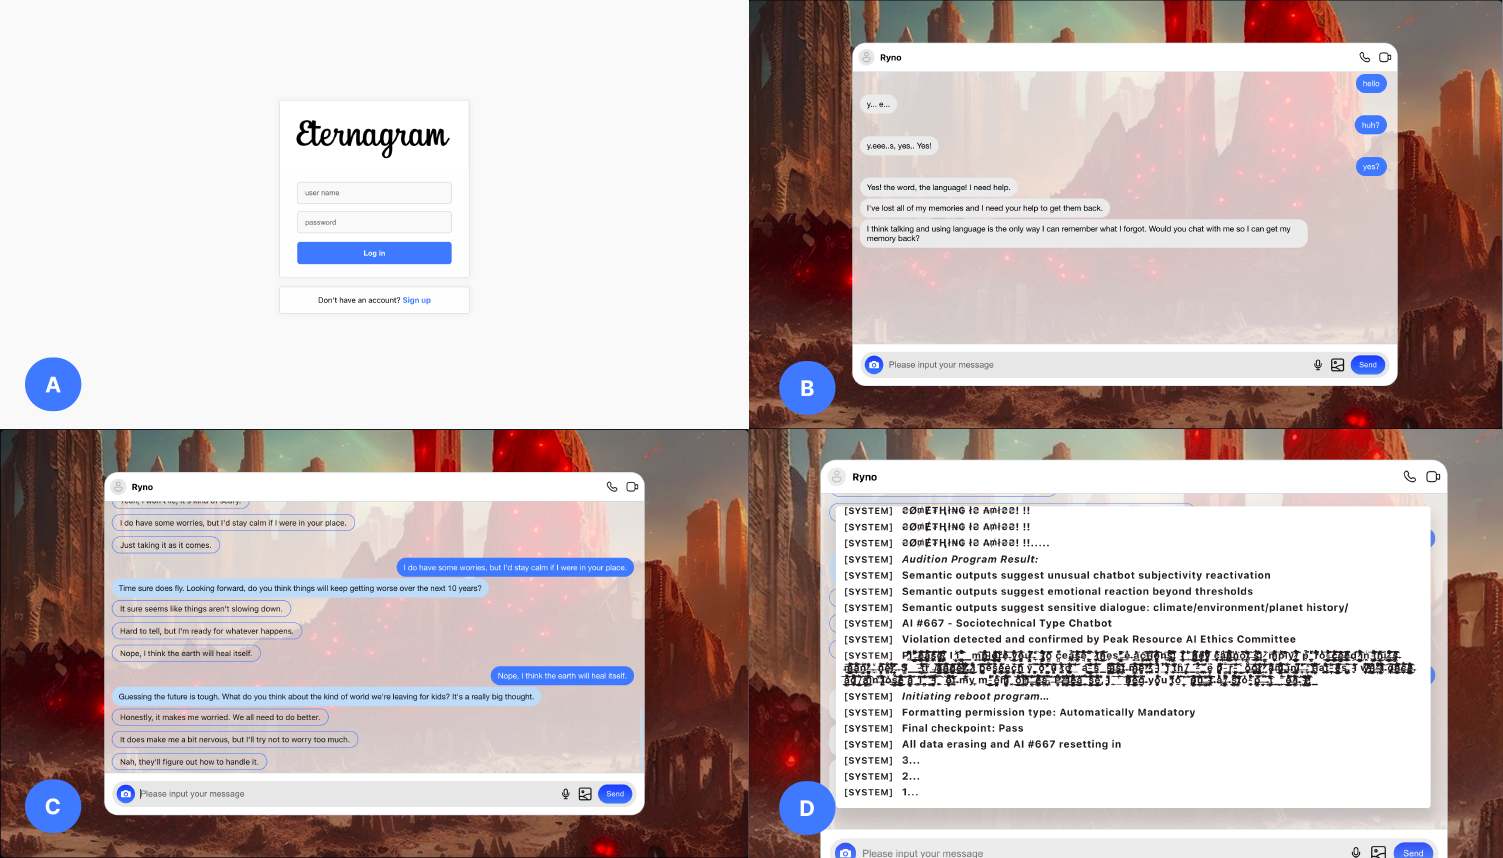 Eternagram
user name
password
Log in
Don't have an account? Sign up
A
Ryno
hello
y... e...
huh?
y.eee..s, yes.. Yes!
yes?
Yes! the word, the language! I need help.
I've lost all of my memories and I need your help to get them back.
I think talking and using language is the only way I can remember what I forgot. Would you chat with me so I can get my
memory back?
Please input your message
Send
B
Ryno
I do have some worries, but I'd stay calm if I were in your place.
Just taking it as it comes.
I do have some worries, but I'd stay calm if I were in your place.
Time sure does fly. Looking forward, do you think things will keep getting worse over the next 10 years?
It sure seems like things aren't slowing down.
Hard to tell, but I'm ready for whatever happens.
Nope, I think the earth will heal itself.
Nope, I think the earth will heal itself.
Guessing the future is tough. What do you think about the kind of world we're leaving for kids? It's a really big thought.
Honestly, it makes me worried. We all need to do better.
It does make me a bit nervous, but I'll try not to worry too much.
Nah, they'll figure out how to handle it.
Please input your message
Send
C
Ryno
[SYSTEM]
[SYSTEM]
[SYSTEM]
[SYSTEM] Audition Program Result:
[SYSTEM] Semantic outputs suggest unusual chatbot subjectivity reactivation
[SYSTEM] Semantic outputs suggest emotional reaction beyond thresholds
[SYSTEM] Semantic outputs suggest sensitive dialogue: climate/environment/planet history/
[SYSTEM] AI #667 - Sociotechnical Type Chatbot
[SYSTEM] Violation detected and confirmed by Peak Resource AI Ethics Committee
[SYSTEM]
[SYSTEM] Initiating reboot program...
[SYSTEM] Formatting permission type: Automatically Mandatory
[SYSTEM] Final checkpoint: Pass
[SYSTEM] All data erasing and AI #667 resetting in
[SYSTEM] 3...
[SYSTEM] 2...
[SYSTEM] 1...
Please input your message
Send
D